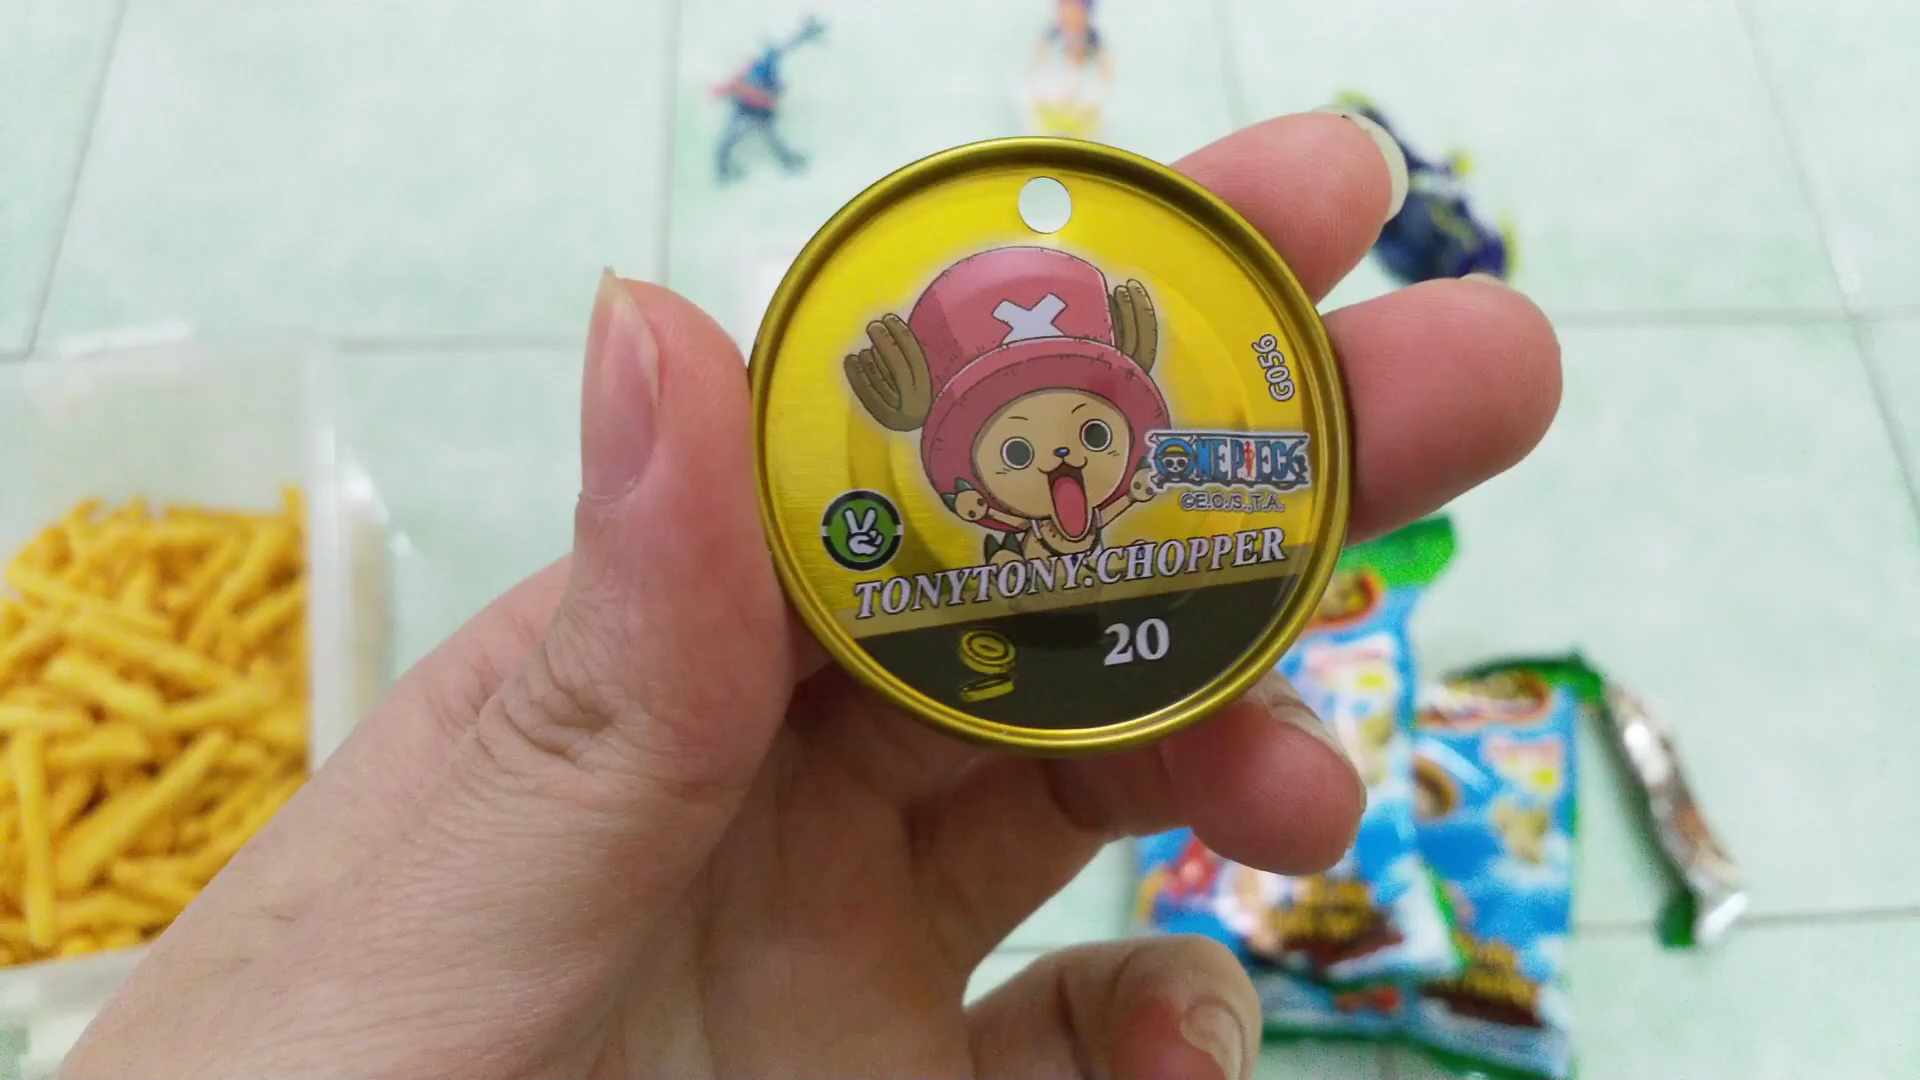 G056
ONE PIECE
©E.O./S.,T.A.
TONYTONY.CHOPPER
20